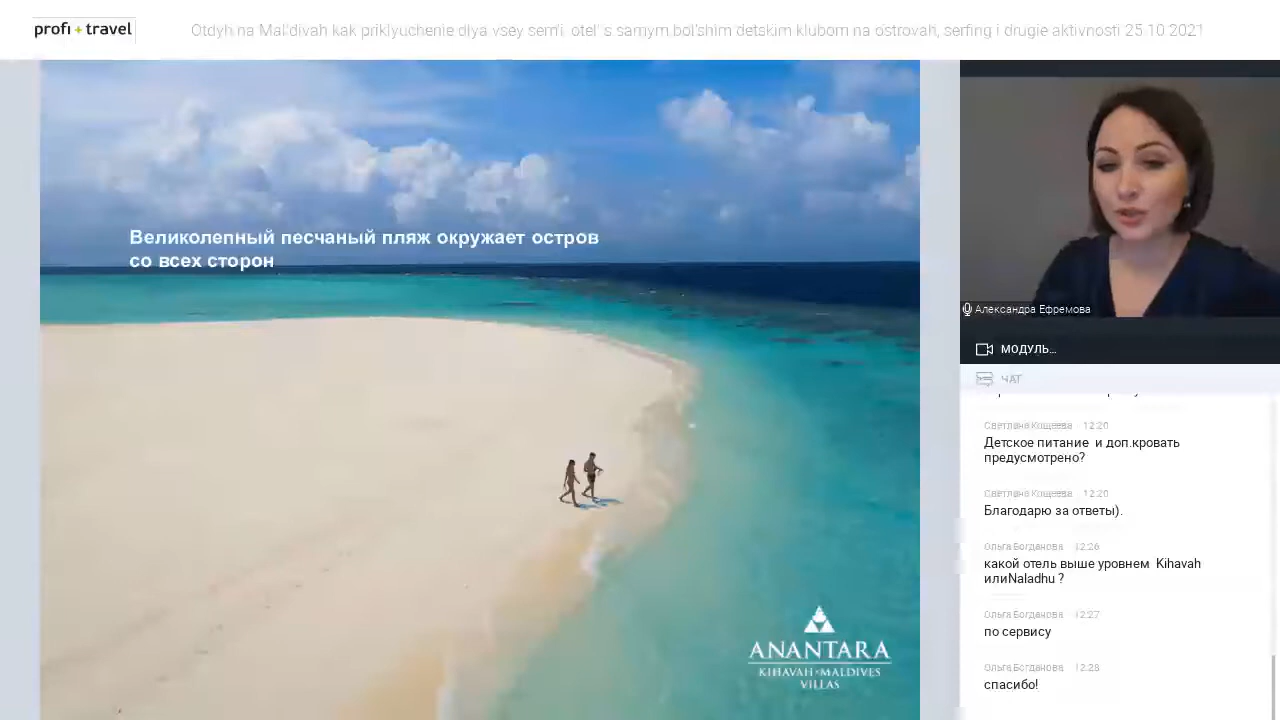 profi + travel
Otdyh na Mal'divah kak priklyuchenie dlya vsey sem'i. otel' s samym bol'shim detskim klubom na ostrovah, serfing i drugie aktivnosti 25 10 2021
Великолепный песчаный пляж окружает остров
со всех сторон
ANANTARA
KIHAVAH MALDIVES
VILLAS
Александра Ефремова
МОДУЛЬ...
ЧАТ
Светлана Кощеева 12:20
Детское питание и доп.кровать
предусмотрено?
Светлана Кощеева 12:20
Благодарю за ответы).
Ольга Богданова 12:26
какой отель выше уровнем Kihavah
илиNaladhu ?
Ольга Богданова 12:27
по сервису
Ольга Богданова 12:28
спасибо!